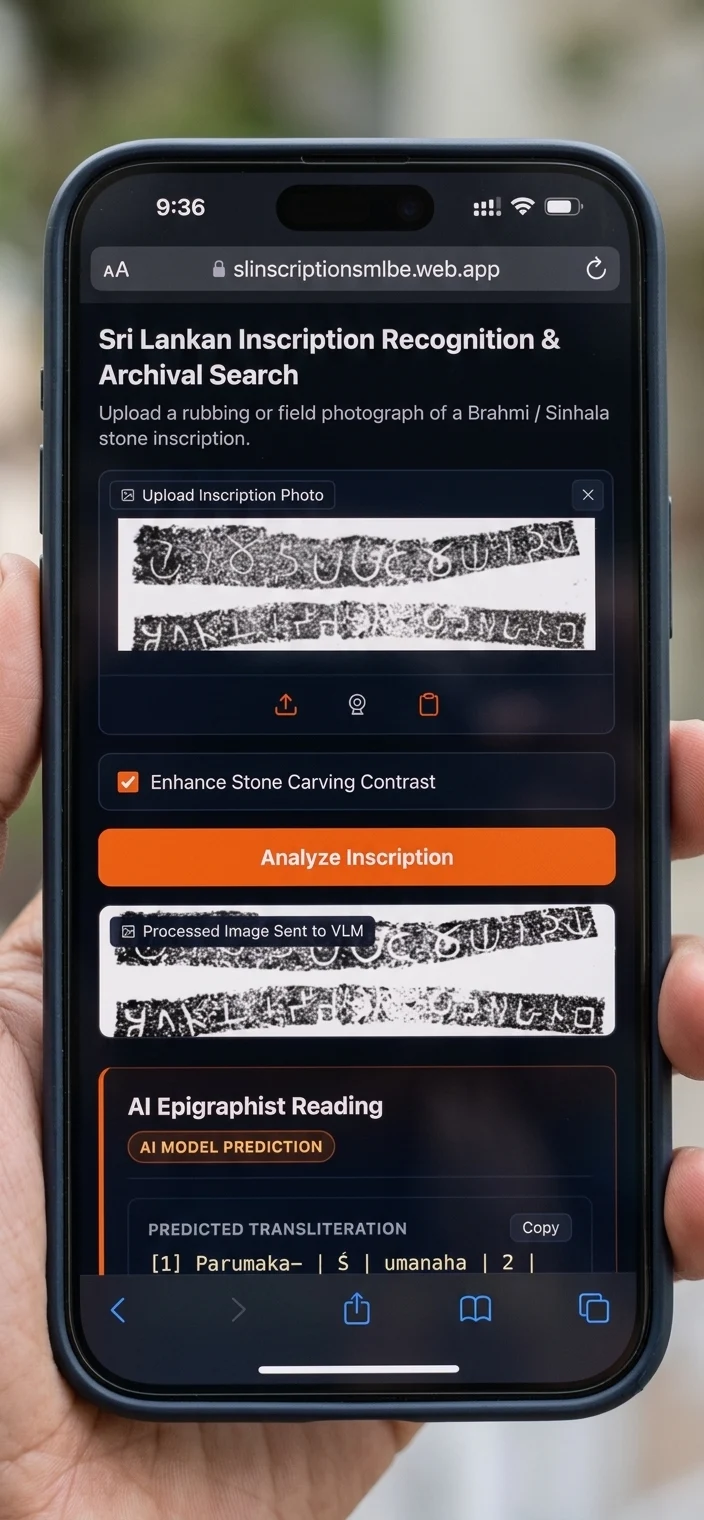 9:36
AA slinscriptionsmlbe.web.app
Sri Lankan Inscription Recognition &
Archival Search
Upload a rubbing or field photograph of a Brahmi / Sinhala
stone inscription.
Upload Inscription Photo
Enhance Stone Carving Contrast
Analyze Inscription
Processed Image Sent to VLM
AI Epigraphist Reading
AI MODEL PREDICTION
PREDICTED TRANSLITERATION Copy
[1] Parumaka– | Ś | umanaha | 2 |